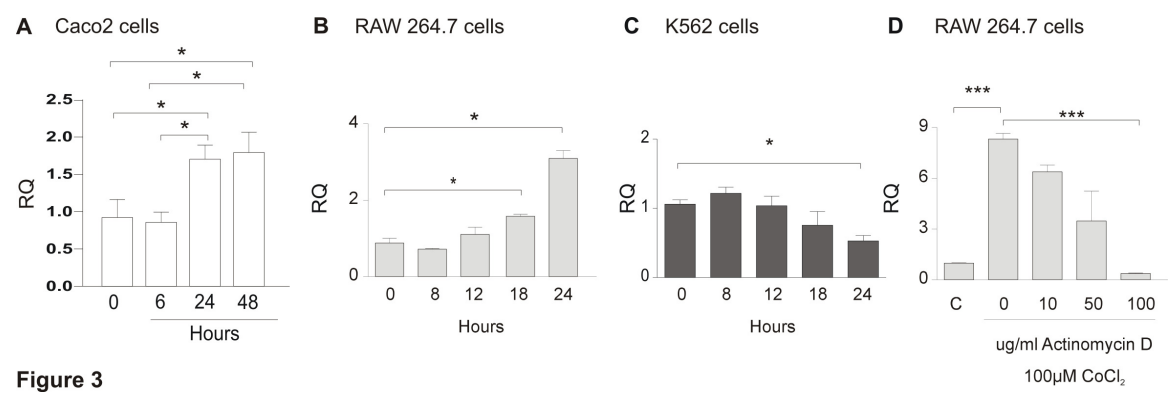 A Caco2 cells
B RAW 264.7 cells
C K562 cells
D RAW 264.7 cells
RQ
2.5
2.0
1.5
1.0
0.5
0.0
*
*
*
*
0 6 24 48
Hours
RQ
4
2
0
*
*
0 8 12 18 24
Hours
RQ
2
1
0
*
0 8 12 18 24
Hours
RQ
9
6
3
0
***
***
C 0 10 50 100
ug/ml Actinomycin D
100µM CoCl₂
Figure 3